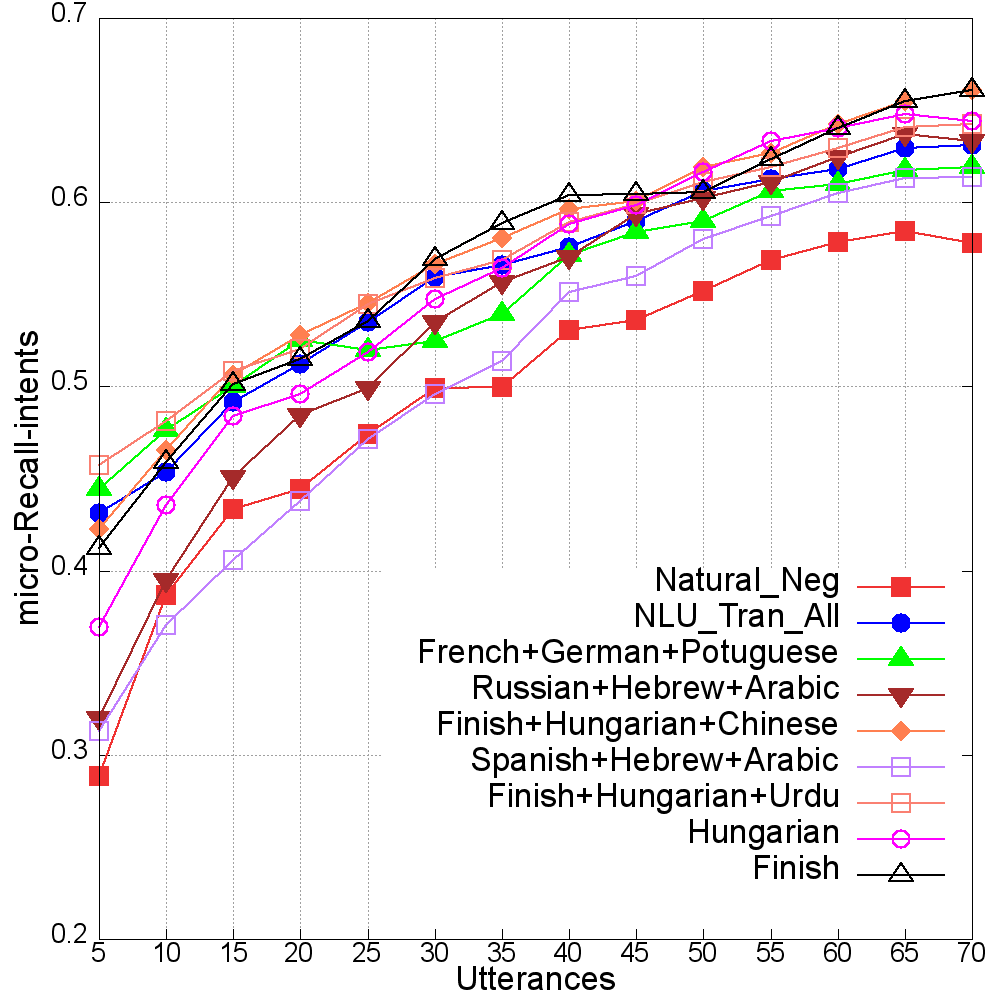 0.7
0.6
0.5
0.4
0.3
0.2
micro-Recall-intents
Natural_Neg
NLU_Tran_All
French+German+Potuguese
Russian+Hebrew+Arabic
Finish+Hungarian+Chinese
Spanish+Hebrew+Arabic
Finish+Hungarian+Urdu
Hungarian
Finish
5 10 15 20 25 30 35 40 45 50 55 60 65 70
Utterances